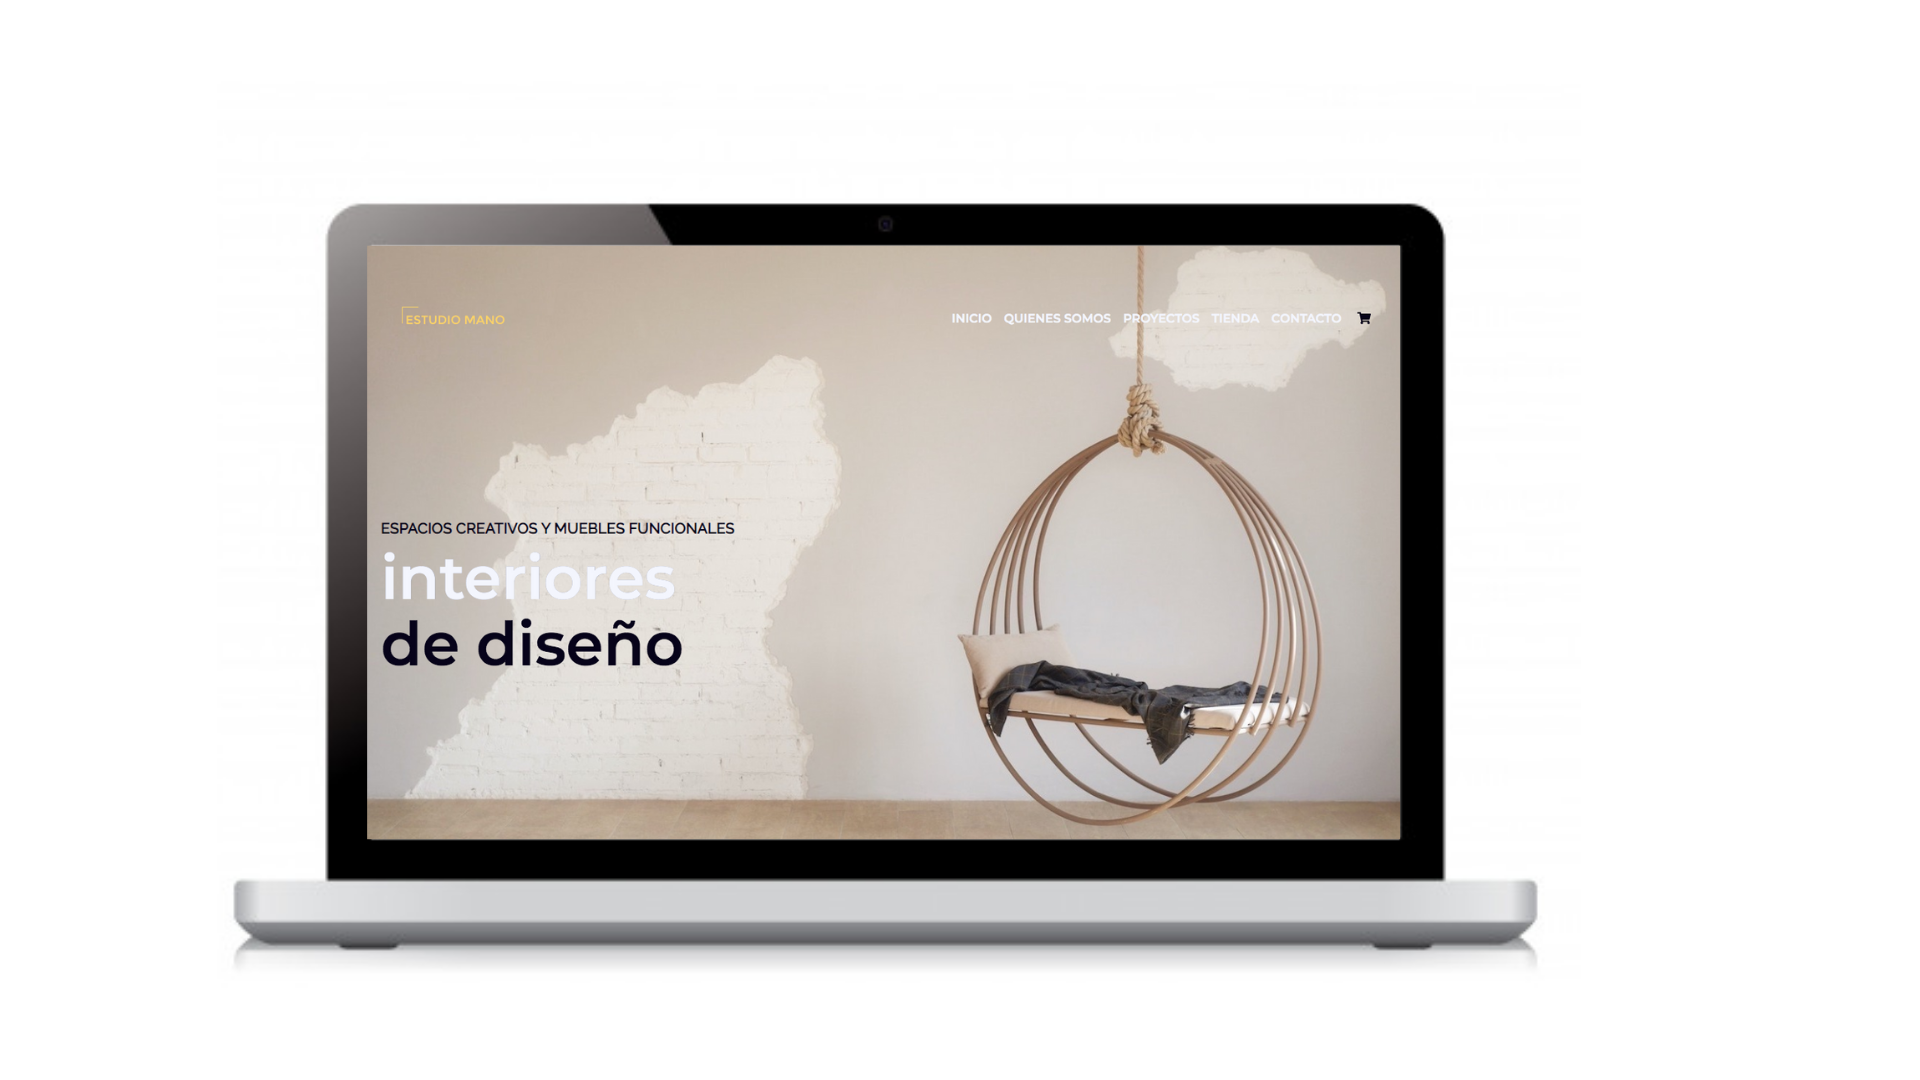 ESTUDIO MANO
INICIO QUIENES SOMOS PROYECTOS TIENDA CONTACTO
ESPACIOS CREATIVOS Y MUEBLES FUNCIONALES
interiores
de diseño